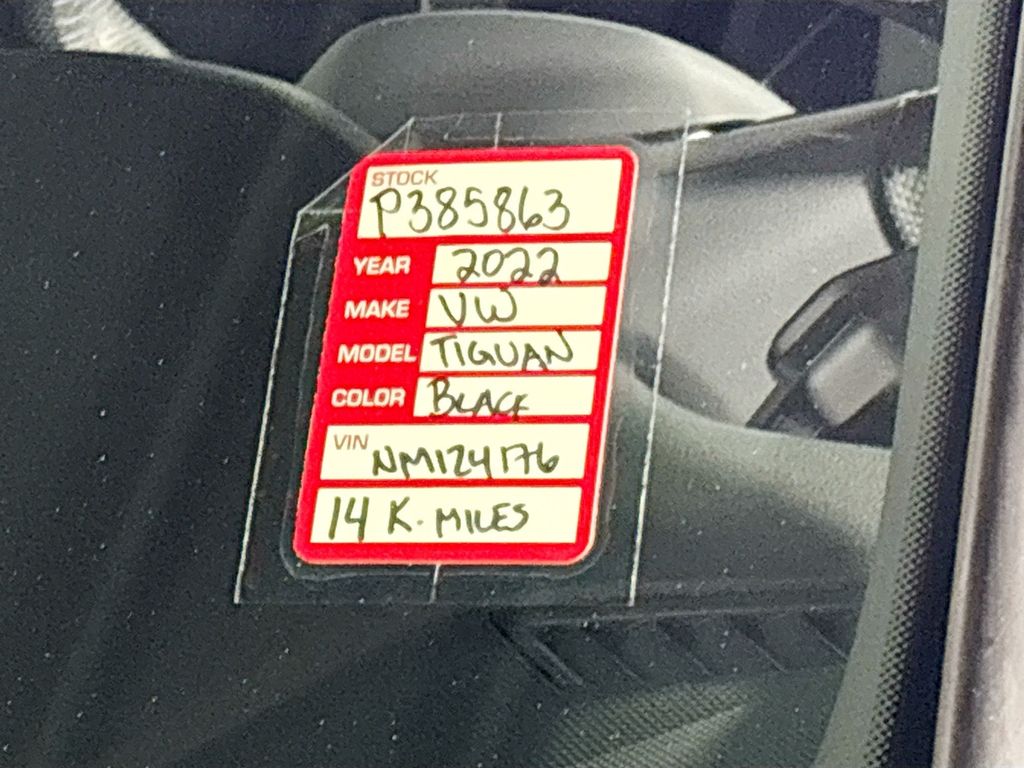 STOCK
P385863
YEAR 2022
MAKE VW
MODEL TIGUAN
COLOR BLACK
VIN NM124176
14 K. MILES